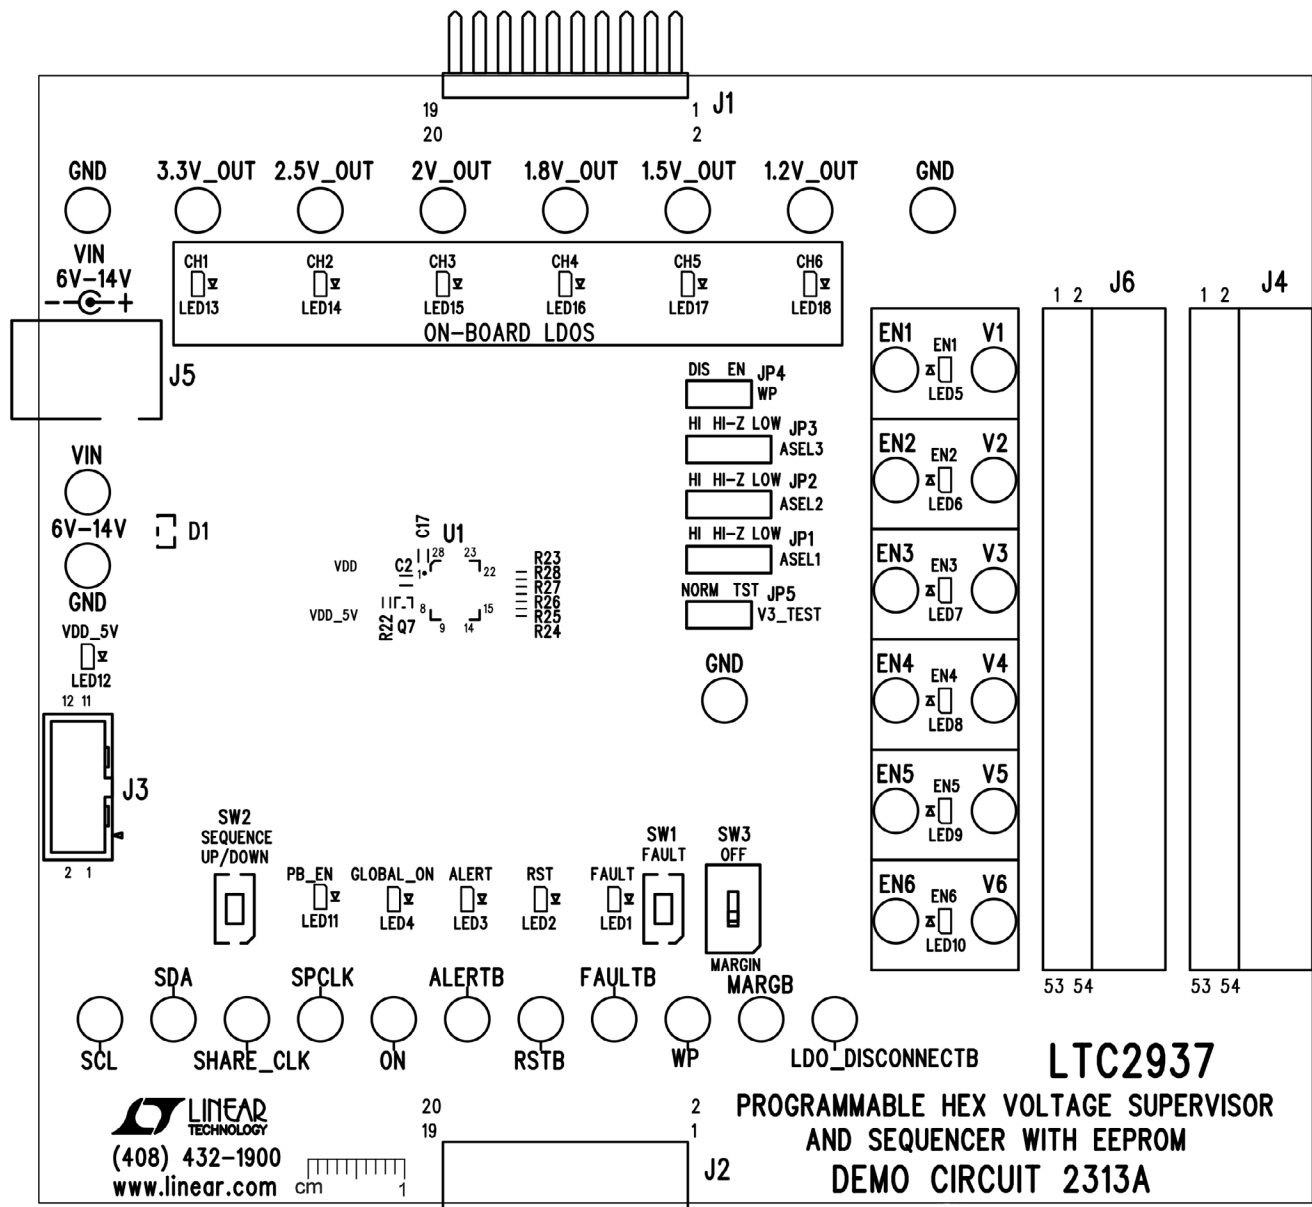 J1
19 1
20 2
GND 3.3V_OUT 2.5V_OUT 2V_OUT 1.8V_OUT 1.5V_OUT 1.2V_OUT GND
VIN
6V-14V
- +
CH1 CH2 CH3 CH4 CH5 CH6
LED13 LED14 LED15 LED16 LED17 LED18
ON-BOARD LDOS
J5
J6
J4
1 2
1 2
EN1 EN1 V1
LED5
EN2 EN2 V2
LED6
EN3 EN3 V3
LED7
EN4 EN4 V4
LED8
EN5 EN5 V5
LED9
EN6 EN6 V6
LED10
53 54
53 54
DIS EN JP4
WP
HI HI-Z LOW JP3
ASEL3
HI HI-Z LOW JP2
ASEL2
HI HI-Z LOW JP1
ASEL1
NORM TST JP5
V3_TEST
GND
VIN
6V-14V
D1
GND
VDD_5V
LED12
12 11
J3
2 1
C17 U1
VDD C2 1 28 23 22
VDD_5V R22 Q7 8 9 14 15
R23
R28
R27
R26
R25
R24
SW2
SEQUENCE
UP/DOWN
PB_EN GLOBAL_ON ALERT RST FAULT
LED11 LED4 LED3 LED2 LED1
SW1
FAULT
SW3
OFF
MARGIN
SDA SPCLK ALERTB FAULTB MARGB
SCL SHARE_CLK ON RSTB WP LDO_DISCONNECTB
LTC2937
PROGRAMMABLE HEX VOLTAGE SUPERVISOR
AND SEQUENCER WITH EEPROM
DEMO CIRCUIT 2313A
LINEAR
TECHNOLOGY
(408) 432-1900
www.linear.com
cm 1
20 2
19 1
J2